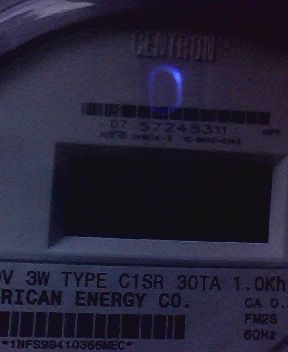 CENTRON
07 57245311
V 3W TYPE C1SR 30TA 1.0Kh
RICAN ENERGY CO.
CA 0.
FM2S
60Hz
*1NFS98410366MEC*